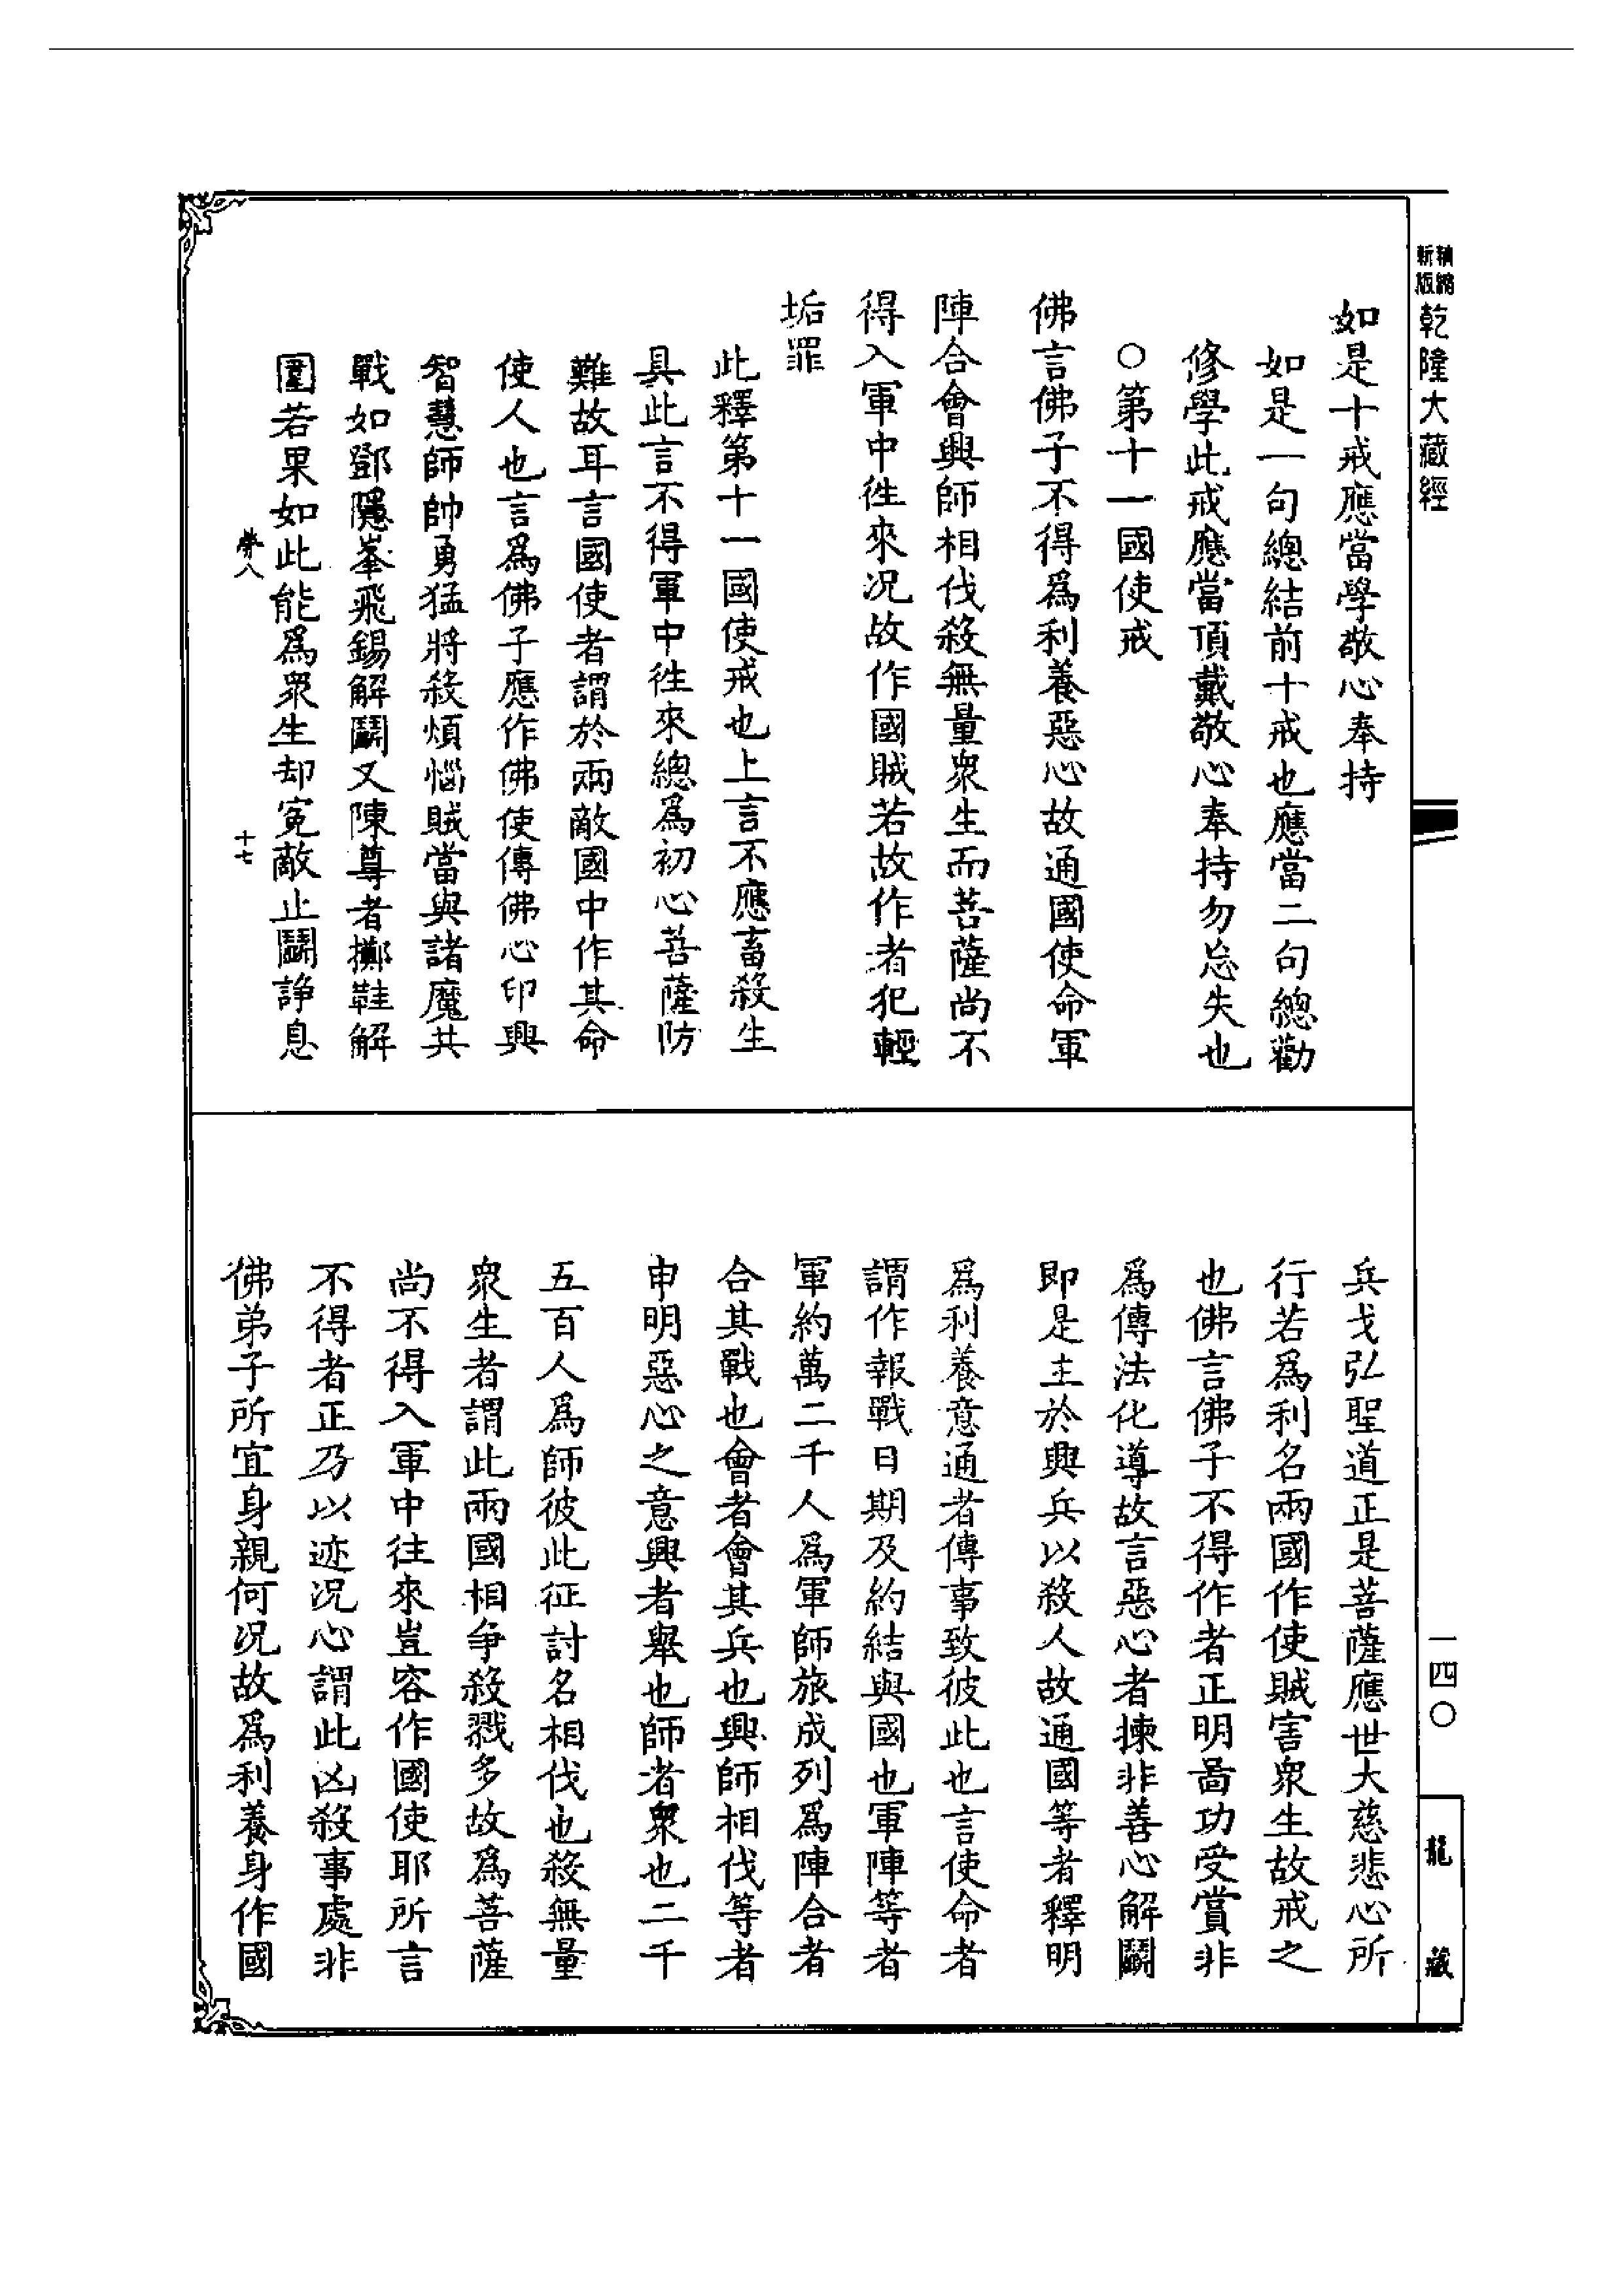 精縮
新版
乾隆大藏經
如是十戒應當學敬心奉持
如是一句總結前十戒也應當二句總勸
修學此戒應當頂戴敬心奉持勿忘失也
○第十一國使戒
佛言佛子不得爲利養惡心故通國使命軍
陣合會興師相伐殺無量衆生而菩薩尚不
得入軍中徃來况故作國賊若故作者犯輕
垢罪
此釋第十一國使戒也上言不應畜殺生
具此言不得軍中徃來總爲初心菩薩防
難故耳言國使者謂於兩敵國中作其命
使人也言爲佛子應作佛使傳佛心印興
智慧師帥勇猛將殺煩惱賊當與諸魔共
戰如鄧隱峯飛錫解鬬又陳尊者擲鞋解
圍若果如此能爲衆生却寃敵止鬬諍息
十七
兵戈弘聖道正是菩薩應世大慈悲心所
行若爲利名兩國作使賊害衆生故戒之
也佛言佛子不得作者正明啚功受賞非
爲傳法化導故言惡心者揀非善心解鬬
即是主於興兵以殺人故通國等者釋明
爲利養意通者傳事致彼此也言使命者
謂作報戰日期及約結與國也軍陣等者
軍約萬二千人爲軍師旅成列爲陣合者
合其戰也會者會其兵也興師相伐等者
申明惡心之意興者舉也師者衆也二千
五百人爲師彼此征討名相伐也殺無量
衆生者謂此兩國相争殺戮多故爲菩薩
尚不得入軍中往來豈容作國使耶所言
不得者正乃以迹况心謂此凶殺事處非
佛弟子所宜身親何况故爲利養身作國
一四〇
龍藏